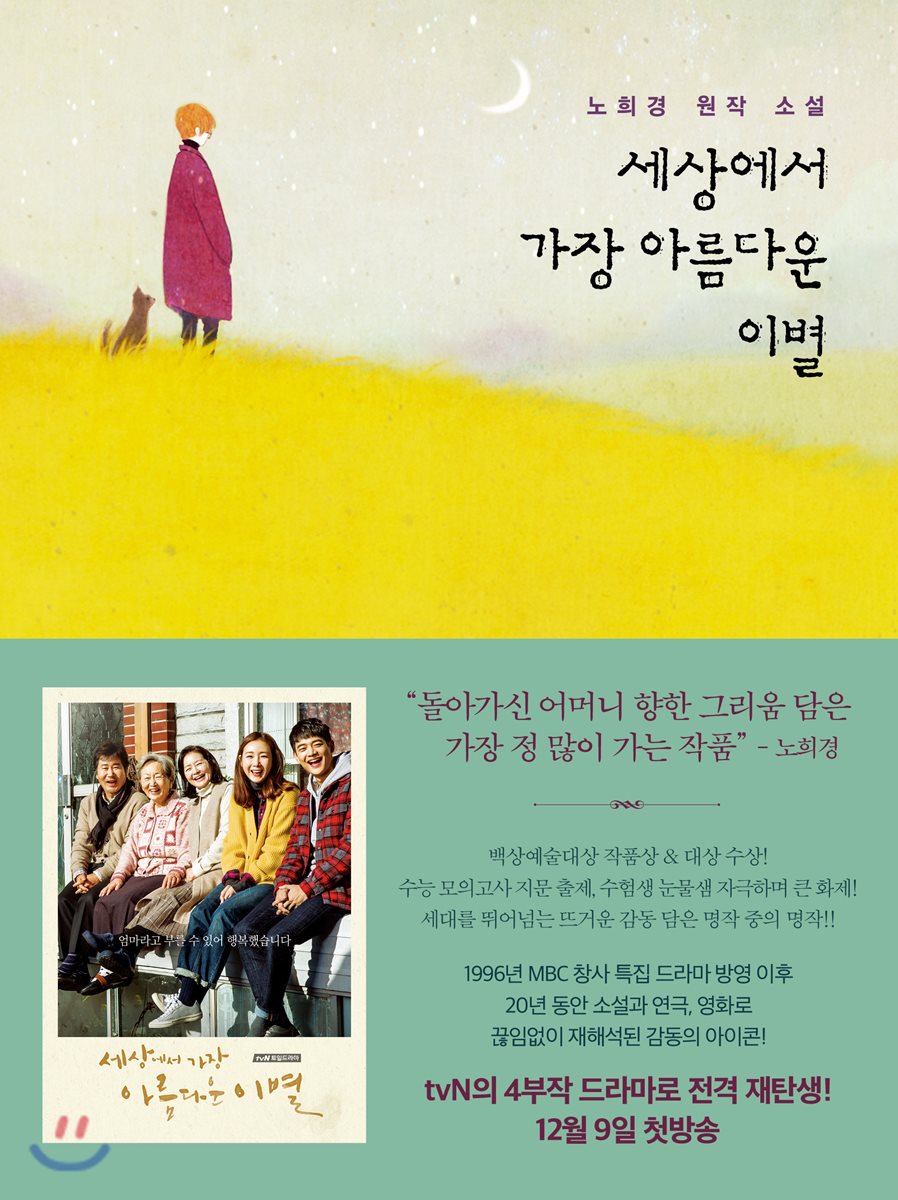 노희경 원작 소설
세상에서
가장 아름다운
이별
“돌아가신 어머니 향한 그리움 담은
가장 정 많이 가는 작품” - 노희경
백상예술대상 작품상 & 대상 수상!
수능 모의고사 지문 출제, 수험생 눈물샘 자극하며 큰 화제!
세대를 뛰어넘는 뜨거운 감동 담은 명작 중의 명작!!
1996년 MBC 창사 특집 드라마 방영 이후
20년 동안 소설과 연극, 영화로
끊임없이 재해석된 감동의 아이콘!
tvN의 4부작 드라마로 전격 재탄생!
12월 9일 첫방송
엄마라고 부를 수 있어 행복했습니다
세상에서 가장
tvN 토일드라마
아름다운 이별